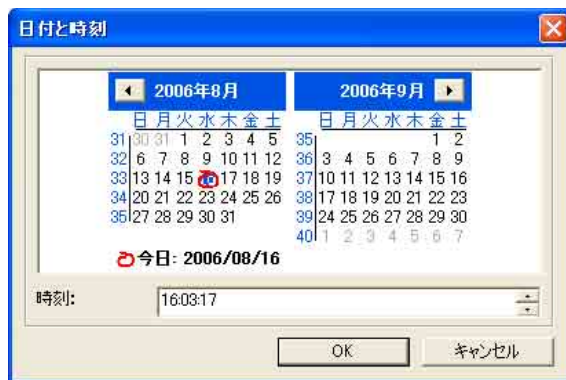 日付と時刻
2006年8月 2006年9月
日 月 火 水 木 金 土 日 月 火 水 木 金 土
31 30 31 1 2 3 4 5 35 1 2
32 6 7 8 9 10 11 12 36 3 4 5 6 7 8 9
33 13 14 15 16 17 18 19 37 10 11 12 13 14 15 16
34 20 21 22 23 24 25 26 38 17 18 19 20 21 22 23
35 27 28 29 30 31 39 24 25 26 27 28 29 30
40 1 2 3 4 5 6 7
今日: 2006/08/16
時刻: 16:03:17
OK キャンセル